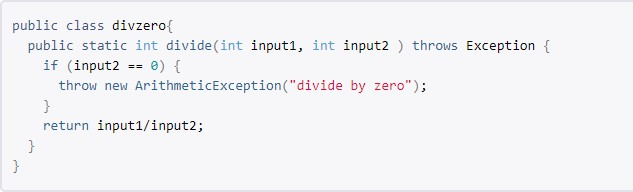 public class divzero{
  public static int divide(int input1, int input2 ) throws Exception {
    if (input2 == 0) {
      throw new ArithmeticException("divide by zero");
    }
    return input1/input2;
  }
}